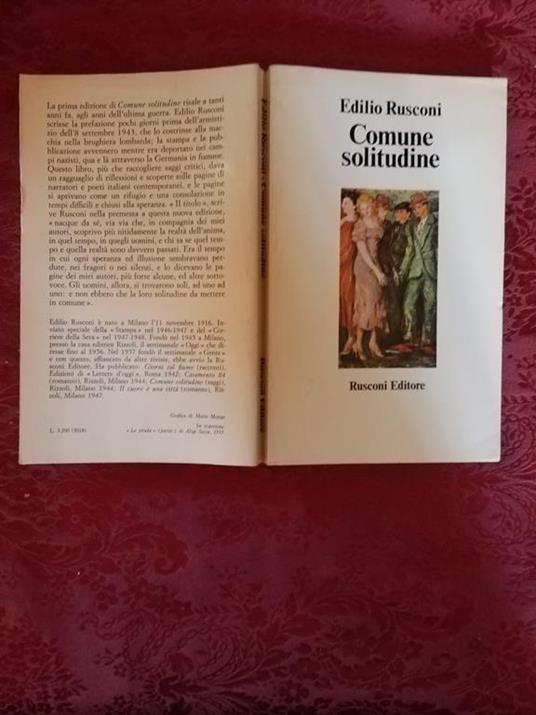 La prima edizione di Comune solitudine risale a tanti
anni fa, agli anni dell'ultima guerra. Edilio Rusconi
scrisse la prefazione pochi giorni prima dell'armisti-
zio dell'8 settembre 1943, che lo costrinse alla mac-
chia nella brughiera lombarda; la stampa e la pub-
blicazione avvennero mentre era deportato nei cam-
pi nazisti, qua e là attraverso la Germania in fiamme.
Questo libro, più che raccogliere saggi critici, dava
un ragguaglio di riflessioni e scoperte sulle pagine di
narratori e poeti italiani contemporanei, e le pagine
si aprivano come un rifugio e una consolazione in
tempi difficili e chiusi alla speranza. « Il titolo », scri-
ve Rusconi nella premessa a questa nuova edizione,
« nacque da sé, via via che, in compagnia dei miei
autori, scoprivo più nitidamente la realtà dell'anima,
in quel tempo, in quegli uomini, e chi sa se quel tem-
po e quella realtà sono davvero passati. Era il tempo
in cui ogni speranza ed illusione sembravano per-
dute, nei fragori o nei silenzi, e lo dicevano le pa-
gine dei miei autori, più forse alcune, ed altre sotto-
voce. Gli uomini, allora, si trovarono soli, ad uno ad
uno: e non ebbero che la loro solitudine da mettere
in comune ».
Edilio Rusconi è nato a Milano l'11 novembre 1916. In-
viato speciale della « Stampa » nel 1946-1947 e del « Cor-
riere della Sera » nel 1947-1948. Fondò nel 1945 a Milano,
presso la casa editrice Rizzoli, il settimanale « Oggi » che di-
resse fino al 1956. Nel 1957 fondò il settimanale « Gente »
e con questo, affiancato da altre riviste, ebbe avvio la Ru-
sconi Editore. Ha pubblicato: Giorni sul fiume (racconti),
Edizioni di « Lettere d'oggi », Roma 1942; Casamento 84
(romanzo), Rizzoli, Milano 1944; Comune solitudine (saggi),
Rizzoli, Milano 1944; Il cuore è una città (romanzo), Riz-
zoli, Milano 1947.
Grafica di Mario Monge
In copertina:
« La strada » (partic.) di Aligi Sassu, 1935
L. 3.200
Edilio Rusconi
Comune
solitudine
Rusconi Editore